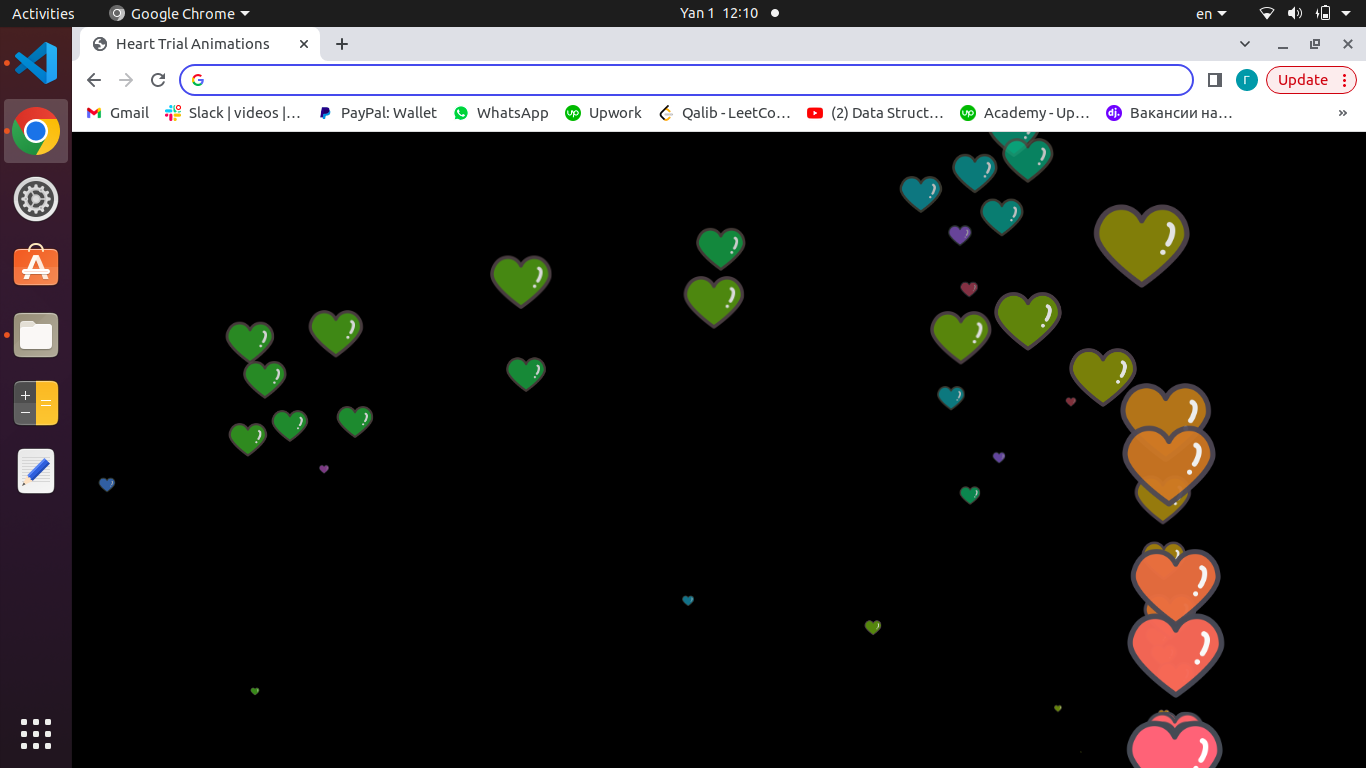 Activities Google Chrome Yan 1 12:10 en
Heart Trial Animations
Update
Gmail Slack | videos |... PayPal: Wallet WhatsApp Upwork Qalib - LeetCo... (2) Data Struct... Academy - Up... Вакансии на... »